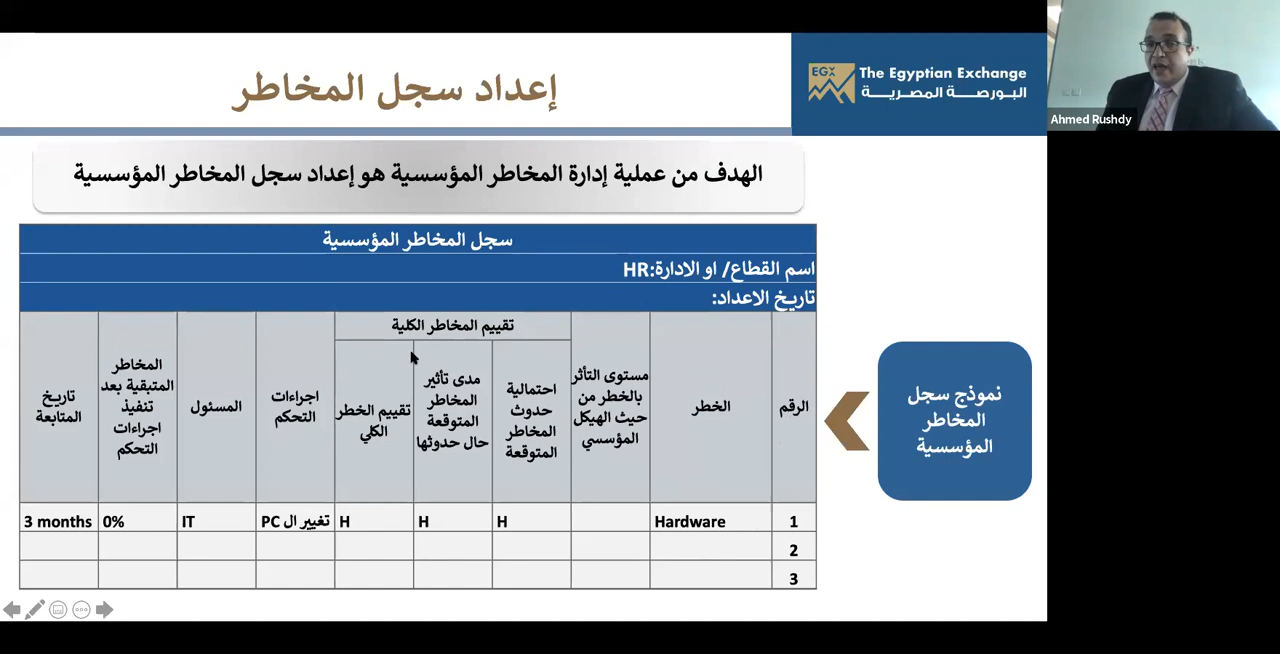 إعداد سجل المخاطر
EGX
The Egyptian Exchange
البورصة المصرية
Ahmed Rushdy
الهدف من عملية إدارة المخاطر المؤسسية هو إعداد سجل المخاطر المؤسسية
سجل المخاطر المؤسسية
اسم القطاع/ او الادارة:HR
تاريخ الاعداد:
الرقم
الخطر
مستوى التأثر
بالخطر من
حيث الهيكل
المؤسسي
تقييم المخاطر الكلية
احتمالية
حدوث
المخاطر
المتوقعة
مدى تأثير
المخاطر
المتوقعة
حال حدوثها
تقييم الخطر
الكلي
اجراءات
التحكم
المسئول
المخاطر
المتبقية بعد
تنفيذ
اجراءات
التحكم
تاريخ
المتابعة
1
Hardware
H
H
H
تغيير ال PC
IT
0%
3 months
2
3
نموذج سجل
المخاطر
المؤسسية